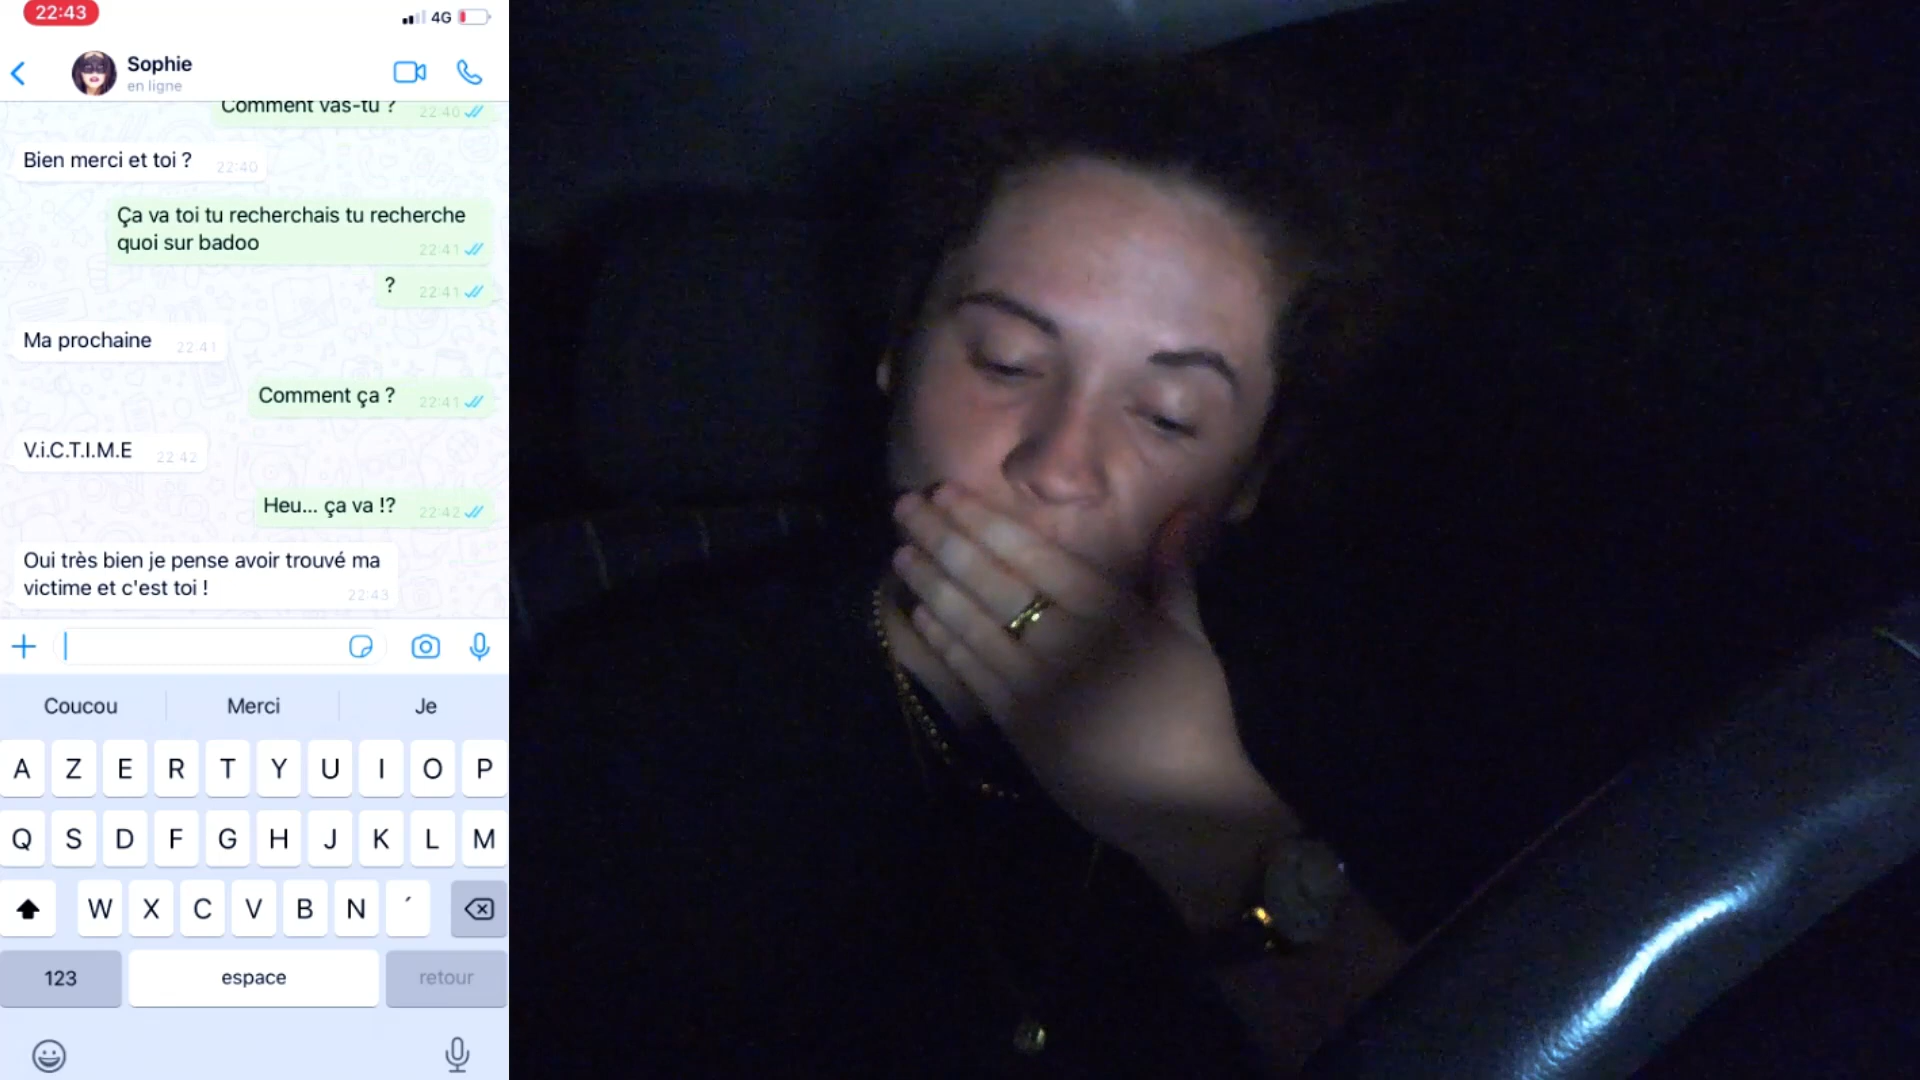 22:43
4G
Sophie
en ligne
Comment vas-tu ?
22:40
Bien merci et toi ?
22:40
Ça va toi tu recherchais tu recherche
quoi sur badoo
22:41
?
22:41
Ma prochaine
22:41
Comment ça ?
22:41
V.i.C.T.I.M.E
22:42
Heu... ça va !?
22:42
Oui très bien je pense avoir trouvé ma
victime et c'est toi !
22:43
Coucou Merci Je
A Z E R T Y U I O P
Q S D F G H J K L M
W X C V B N ´
123 espace retour